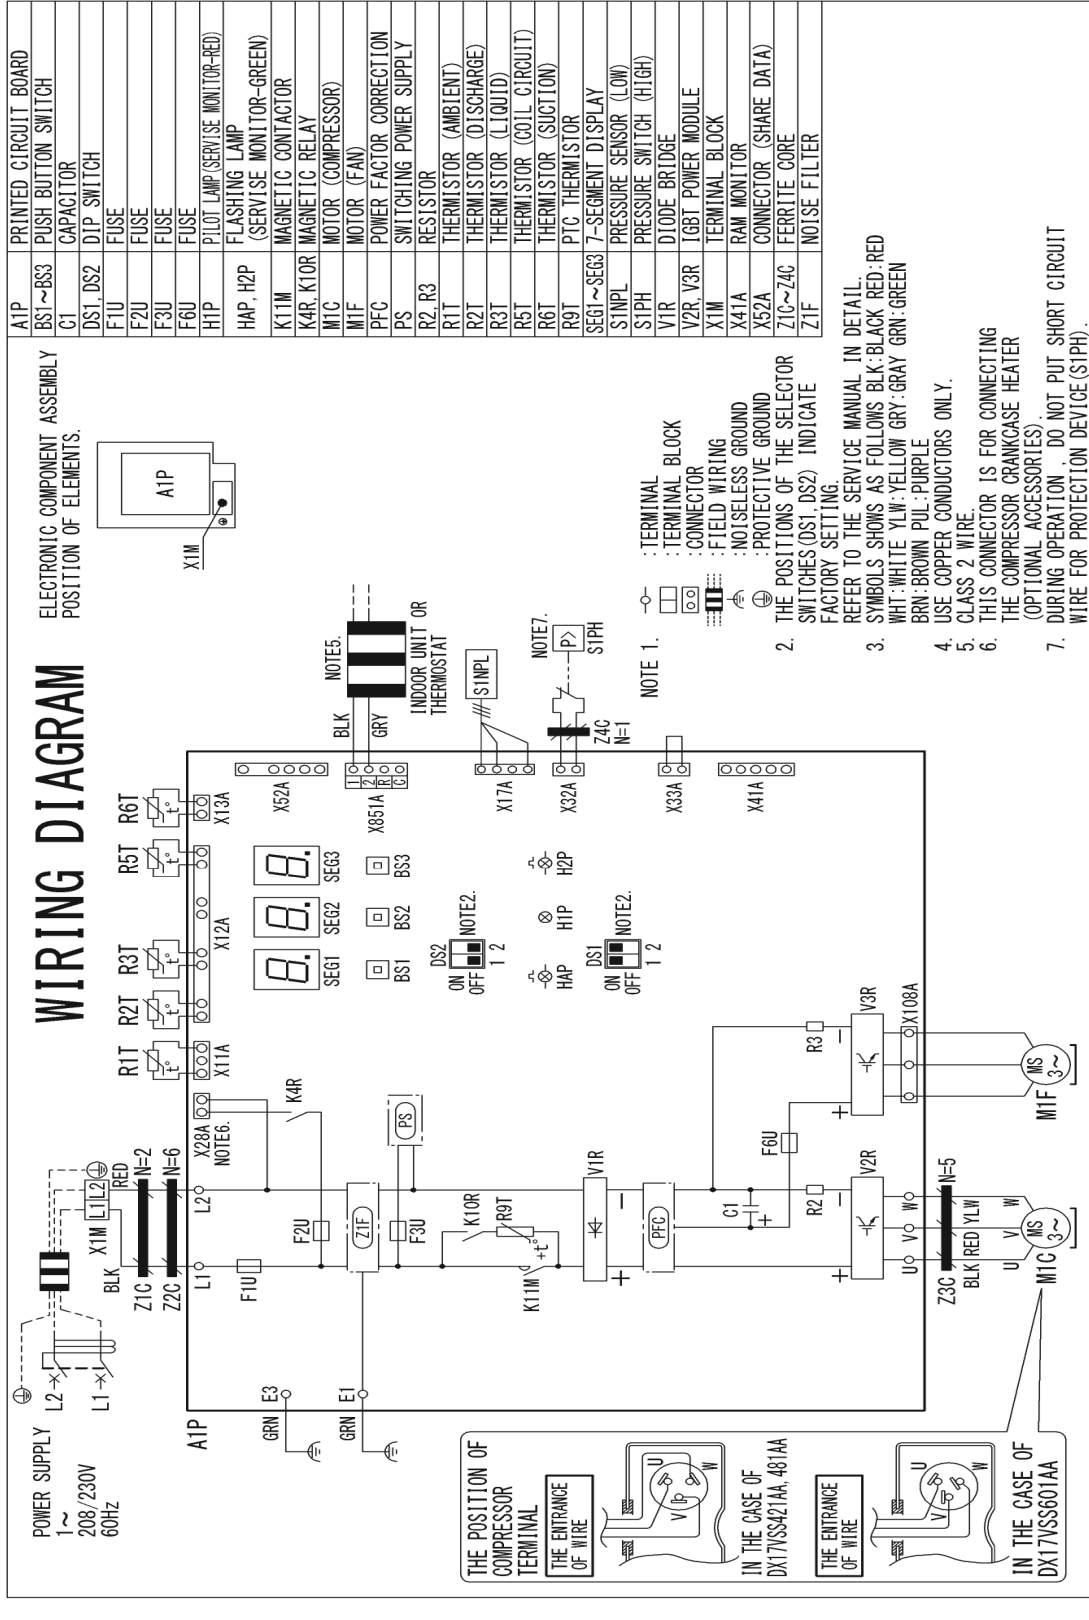 WIRING DIAGRAM
POWER SUPPLY
1~
208/230V
60Hz
L2
L1
X1M
L1 L2
BLK
RED
Z1C
N=2
Z2C
N=6
L1
L2
X28A
NOTE6.
R1T
t°
X11A
R2T
t°
R3T
t°
X12A
R5T
t°
R6T
t°
X13A
A1P
GRN
E3
GRN
E1
F1U
F2U
K4R
Z1F
F3U
PS
K10R
R9T
+t°
K11M
V1R
+
−
PFC
C1
+
R2
F6U
R3
+
−
V2R
+
−
V3R
X108A
U V W
Z3C
N=5
BLK RED YLW
U V W
MS
3~
M1C
MS
3~
M1F
SEG1
SEG2
SEG3
BS1
BS2
BS3
DS2
ON
OFF
1 2
NOTE2.
HAP
H1P
H2P
DS1
ON
OFF
1 2
NOTE2.
X52A
X851A
1
2
R
C
BLK
GRY
NOTE5.
INDOOR UNIT OR
THERMOSTAT
X17A
S1NPL
X32A
Z4C
N=1
NOTE7.
P>
S1PH
X33A
X41A
THE POSITION OF
COMPRESSOR
TERMINAL
THE ENTRANCE
OF WIRE
U
V
W
IN THE CASE OF
DX17VSS421AA, 481AA
THE ENTRANCE
OF WIRE
U
V
W
IN THE CASE OF
DX17VSS601AA
ELECTRONIC COMPONENT ASSEMBLY
POSITION OF ELEMENTS.
A1P
X1M
NOTE 1.
:TERMINAL
:TERMINAL BLOCK
:CONNECTOR
:FIELD WIRING
:NOISELESS GROUND
:PROTECTIVE GROUND
2. THE POSITIONS OF THE SELECTOR
SWITCHES(DS1, DS2) INDICATE
FACTORY SETTING.
REFER TO THE SERVICE MANUAL IN DETAIL.
3. SYMBOLS SHOWS AS FOLLOWS BLK:BLACK RED:RED
WHT:WHITE YLW:YELLOW GRY:GRAY GRN:GREEN
BRN:BROWN PUL:PURPLE
4. USE COPPER CONDUCTORS ONLY.
5. CLASS 2 WIRE.
6. THIS CONNECTOR IS FOR CONNECTING
THE COMPRESSOR CRANKCASE HEATER
(OPTIONAL ACCESSORIES).
7. DURING OPERATION , DO NOT PUT SHORT CIRCUIT
WIRE FOR PROTECTION DEVICE(S1PH).
A1P PRINTED CIRCUIT BOARD
BS1~BS3 PUSH BUTTON SWITCH
C1 CAPACITOR
DS1, DS2 DIP SWITCH
F1U FUSE
F2U FUSE
F3U FUSE
F6U FUSE
H1P PILOT LAMP(SERVISE MONITOR-RED)
HAP, H2P FLASHING LAMP
(SERVISE MONITOR-GREEN)
K11M MAGNETIC CONTACTOR
K4R, K10R MAGNETIC RELAY
M1C MOTOR (COMPRESSOR)
M1F MOTOR (FAN)
PFC POWER FACTOR CORRECTION
PS SWITCHING POWER SUPPLY
R2, R3 RESISTOR
R1T THERMISTOR (AMBIENT)
R2T THERMISTOR (DISCHARGE)
R3T THERMISTOR (LIQUID)
R5T THERMISTOR (COIL CIRCUIT)
R6T THERMISTOR (SUCTION)
R9T PTC THERMISTOR
SEG1~SEG3 7-SEGMENT DISPLAY
S1NPL PRESSURE SENSOR (LOW)
S1PH PRESSURE SWITCH (HIGH)
V1R DIODE BRIDGE
V2R, V3R IGBT POWER MODULE
X1M TERMINAL BLOCK
X41A RAM MONITOR
X52A CONNECTOR (SHARE DATA)
Z1C~Z4C FERRITE CORE
Z1F NOISE FILTER